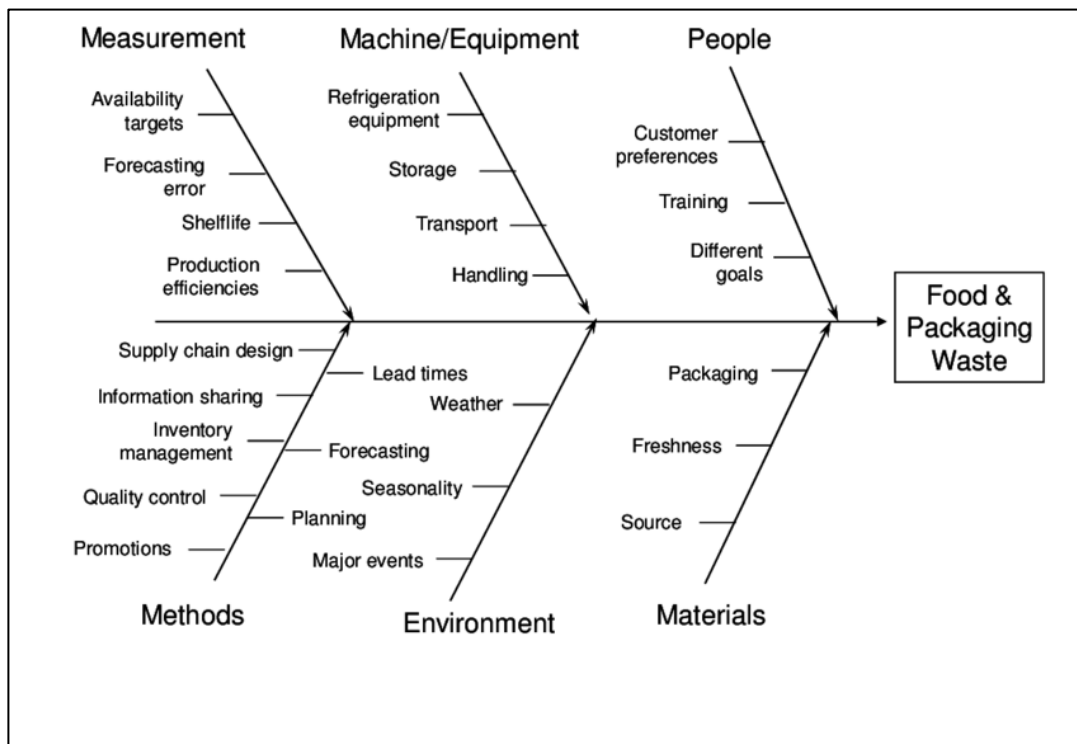 Measurement
Machine/Equipment
People
Availability
targets
Forecasting
error
Shelflife
Production
efficiencies
Refrigeration
equipment
Storage
Transport
Handling
Customer
preferences
Training
Different
goals
Food &
Packaging
Waste
Supply chain design
Information sharing
Inventory
management
Quality control
Promotions
Lead times
Forecasting
Planning
Weather
Seasonality
Major events
Packaging
Freshness
Source
Methods
Environment
Materials